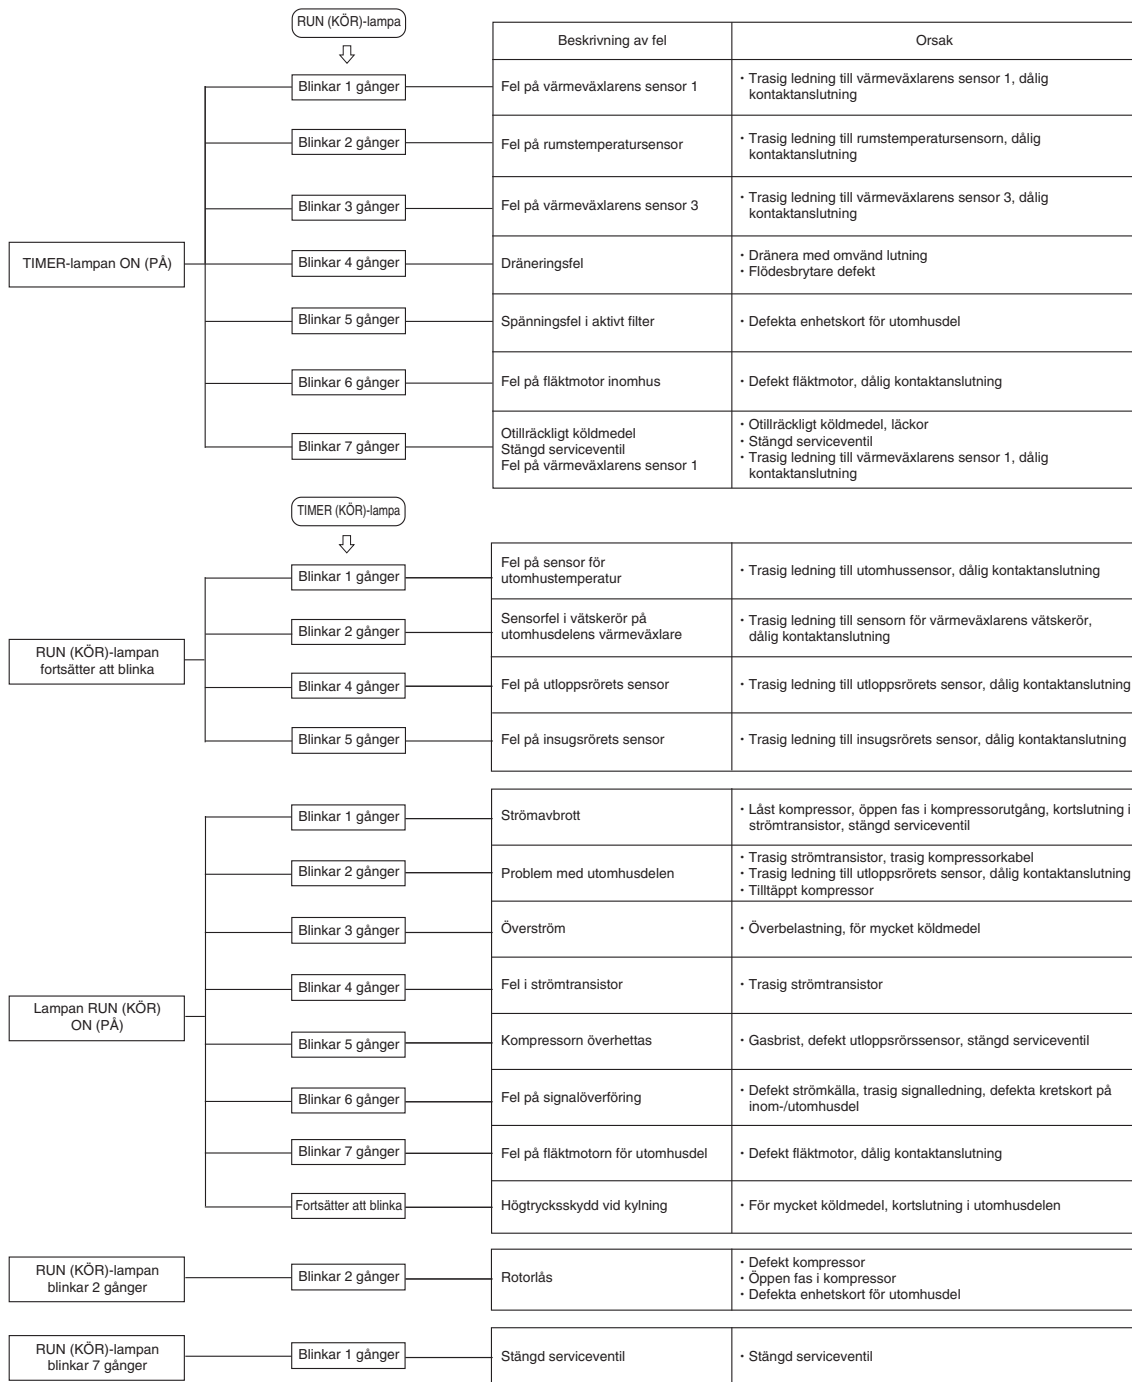 RUN (KÖR)-lampa
Beskrivning av fel
Orsak
TIMER-lampan ON (PÅ)
Blinkar 1 gånger
Fel på värmeväxlarens sensor 1
・Trasig ledning till värmeväxlarens sensor 1, dålig
kontaktanslutning
Blinkar 2 gånger
Fel på rumstemperatursensor
・Trasig ledning till rumstemperatursensorn, dålig
kontaktanslutning
Blinkar 3 gånger
Fel på värmeväxlarens sensor 3
・Trasig ledning till värmeväxlarens sensor 3, dålig
kontaktanslutning
Blinkar 4 gånger
Dräneringsfel
・Dränera med omvänd lutning
・Flödesbrytare defekt
Blinkar 5 gånger
Spänningsfel i aktivt filter
・Defekta enhetskort för utomhusdel
Blinkar 6 gånger
Fel på fläktmotor inomhus
・Defekt fläktmotor, dålig kontaktanslutning
Blinkar 7 gånger
Otillräckligt köldmedel
Stängd serviceventil
Fel på värmeväxlarens sensor 1
・Otillräckligt köldmedel, läckor
・Stängd serviceventil
・Trasig ledning till värmeväxlarens sensor 1, dålig
kontaktanslutning
TIMER (KÖR)-lampa
RUN (KÖR)-lampan
fortsätter att blinka
Blinkar 1 gånger
Fel på sensor för
utomhustemperatur
・Trasig ledning till utomhussensor, dålig kontaktanslutning
Blinkar 2 gånger
Sensorfel i vätskerör på
utomhusdelens värmeväxlare
・Trasig ledning till sensorn för värmeväxlarens vätskerör,
dålig kontaktanslutning
Blinkar 4 gånger
Fel på utloppsrörets sensor
・Trasig ledning till utloppsrörets sensor, dålig kontaktanslutning
Blinkar 5 gånger
Fel på insugsrörets sensor
・Trasig ledning till insugsrörets sensor, dålig kontaktanslutning
Lampan RUN (KÖR)
ON (PÅ)
Blinkar 1 gånger
Strömavbrott
・Låst kompressor, öppen fas i kompressorutgång, kortslutning i
strömtransistor, stängd serviceventil
Blinkar 2 gånger
Problem med utomhusdelen
・Trasig strömtransistor, trasig kompressorkabel
・Trasig ledning till utloppsrörets sensor, dålig kontaktanslutning
・Tilltäppt kompressor
Blinkar 3 gånger
Överström
・Överbelastning, för mycket köldmedel
Blinkar 4 gånger
Fel i strömtransistor
・Trasig strömtransistor
Blinkar 5 gånger
Kompressorn överhettas
・Gasbrist, defekt utloppsrörssensor, stängd serviceventil
Blinkar 6 gånger
Fel på signalöverföring
・Defekt strömkälla, trasig signalledning, defekta kretskort på
inom-/utomhusdel
Blinkar 7 gånger
Fel på fläktmotorn för utomhusdel
・Defekt fläktmotor, dålig kontaktanslutning
Fortsätter att blinka
Högtrycksskydd vid kylning
・För mycket köldmedel, kortslutning i utomhusdelen
RUN (KÖR)-lampan
blinkar 2 gånger
Blinkar 2 gånger
Rotorlås
・Defekt kompressor
・Öppen fas i kompressor
・Defekta enhetskort för utomhusdel
RUN (KÖR)-lampan
blinkar 7 gånger
Blinkar 1 gånger
Stängd serviceventil
・Stängd serviceventil